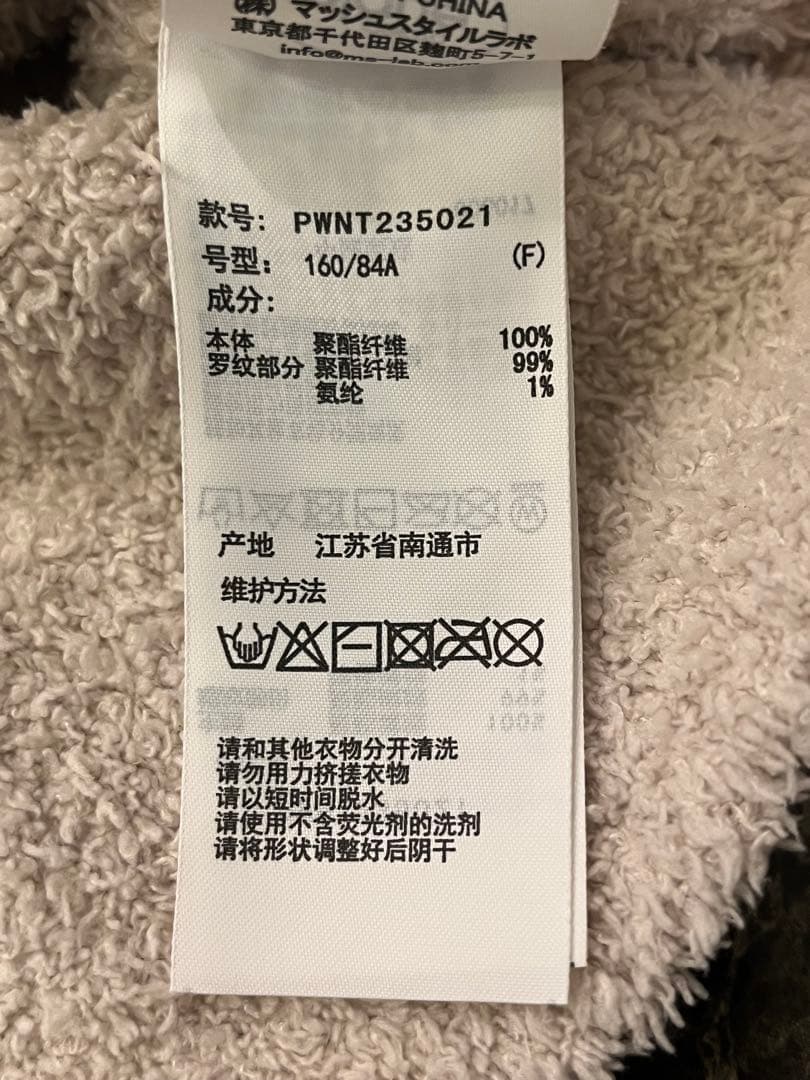 CHINA
㈱ マッシュスタイルラボ
東京都千代田区麹町5-7-1
info@ms-lab.com
款号: PWNT235021
号型: 160/84A (F)
成分:
本体 聚酯纤维 100%
罗纹部分 聚酯纤维 99%
氨纶 1%
产地 江苏省南通市
维护方法
请和其他衣物分开清洗
请勿用力挤搓衣物
请以短时间脱水
请使用不含荧光剂的洗剂
请将形状调整好后阴干